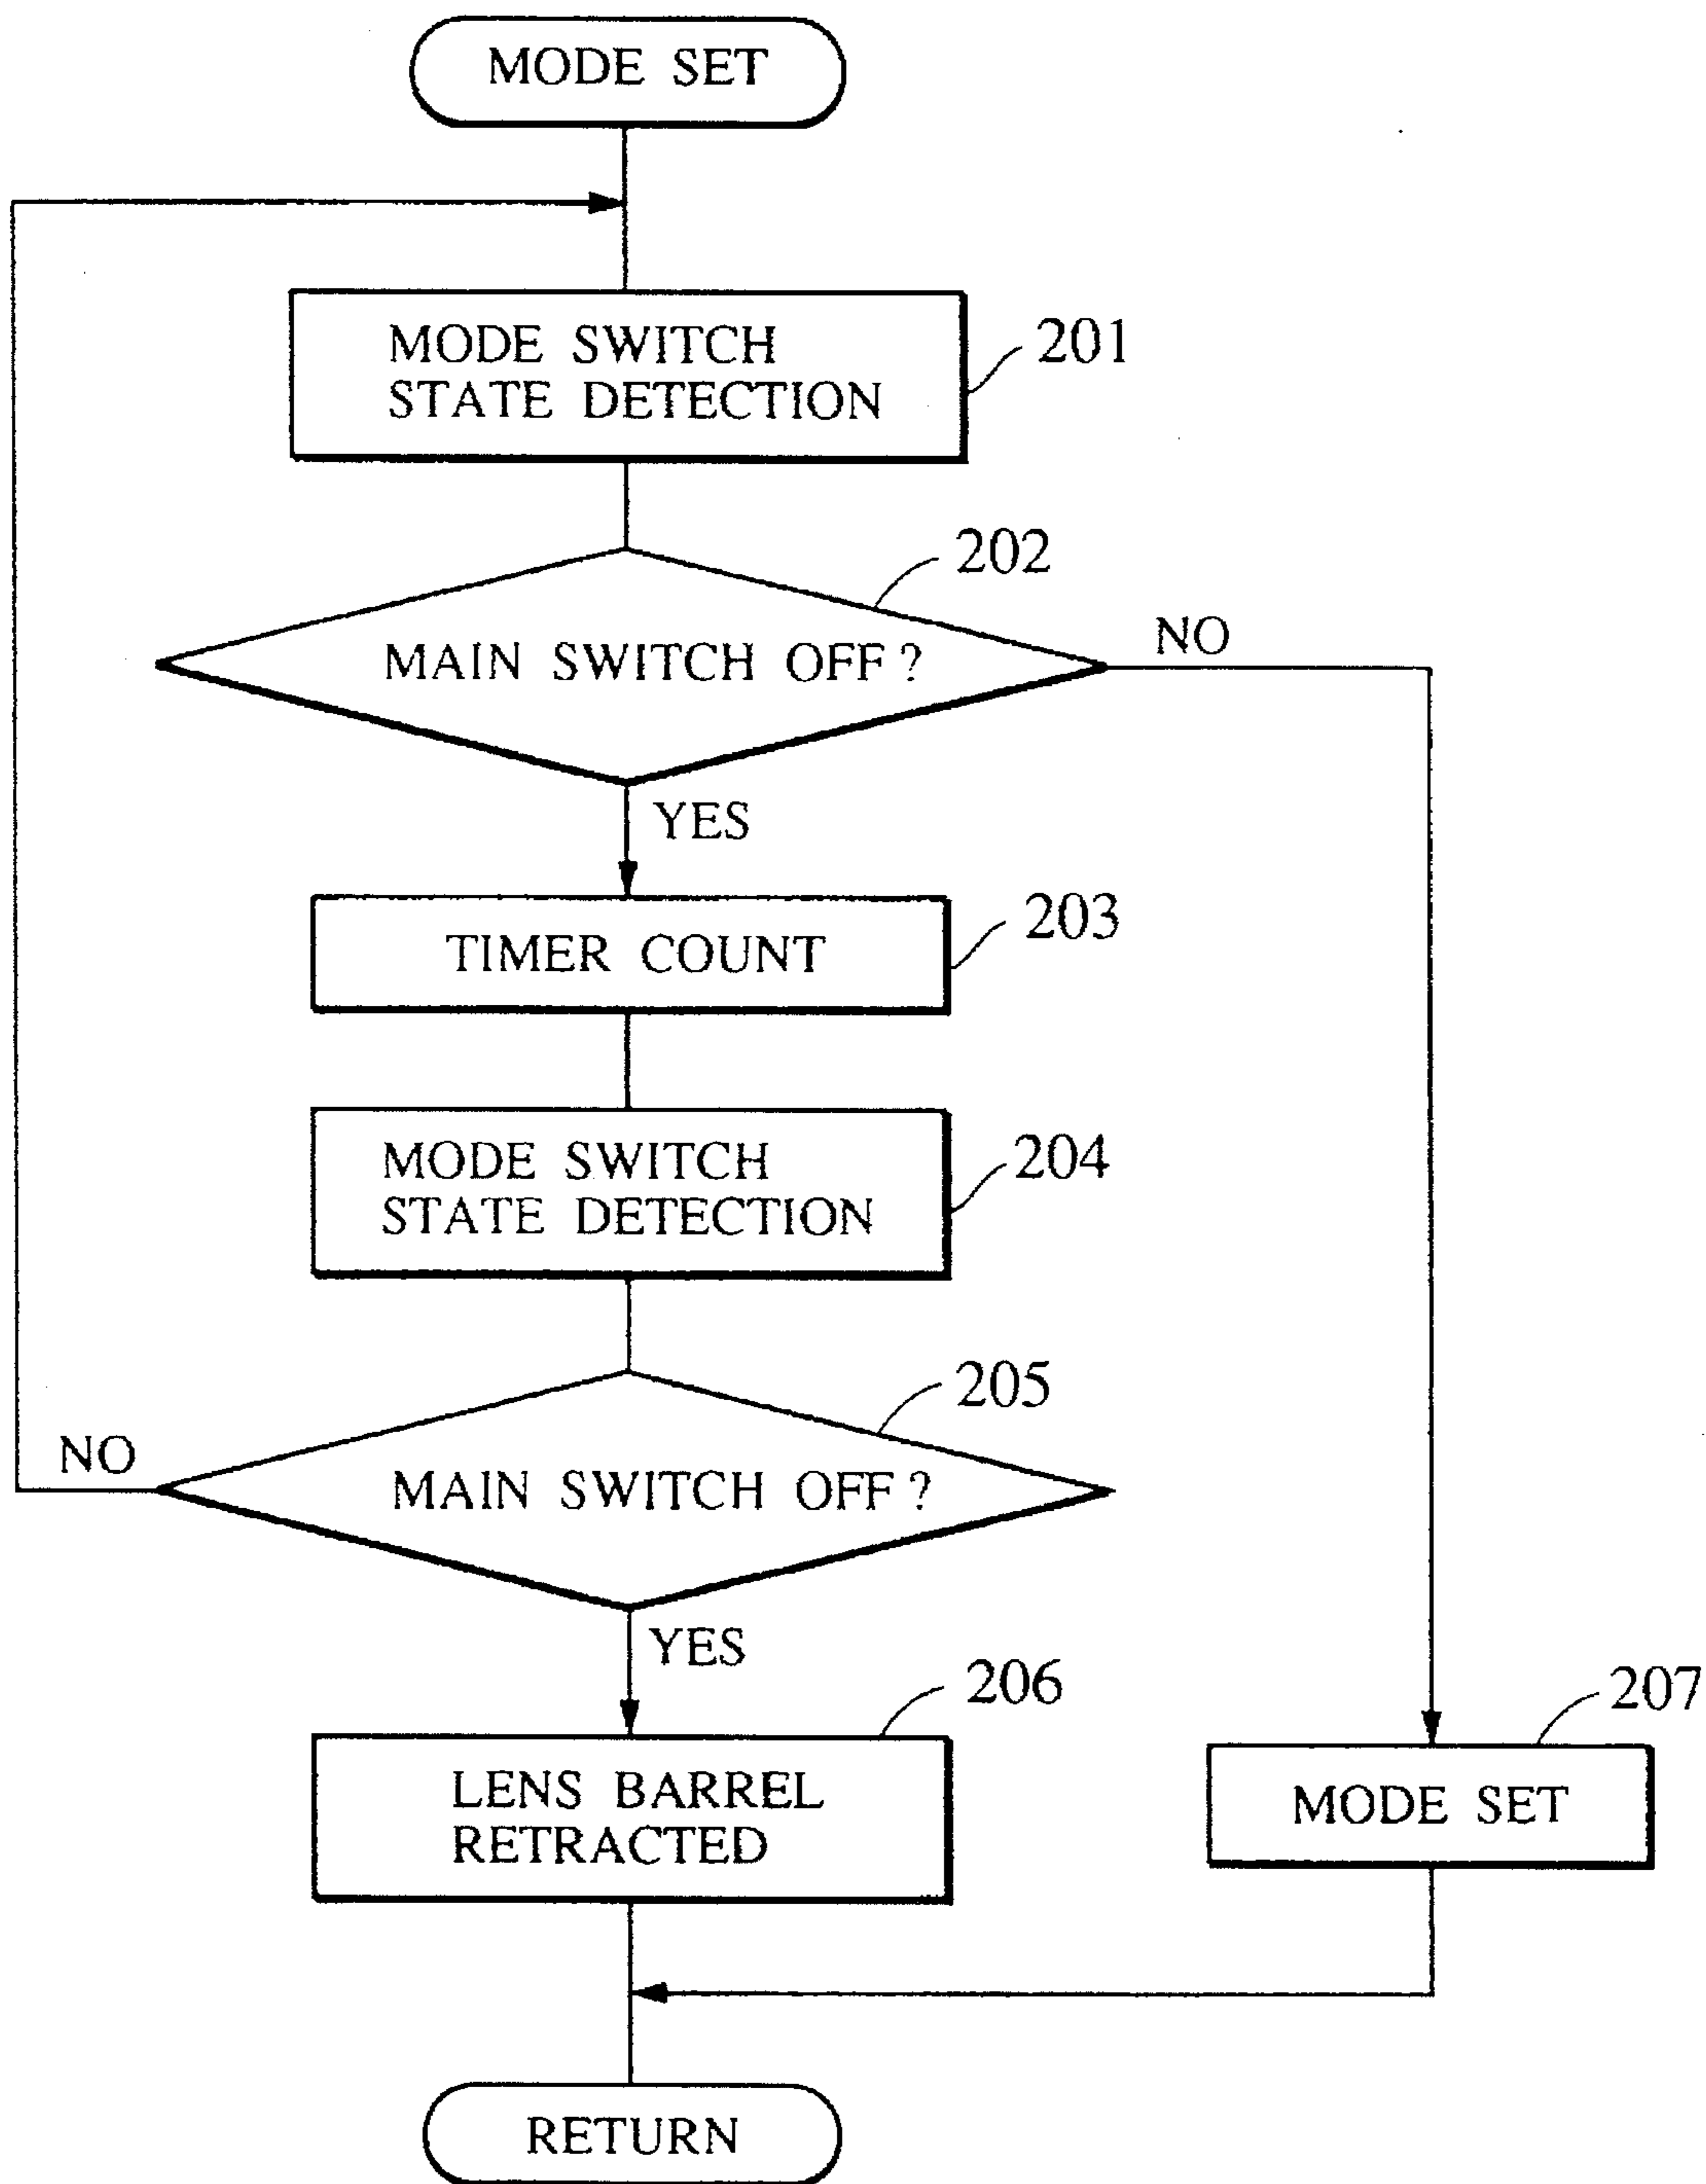 MODE SET
MODE SWITCH
STATE DETECTION
201
202
MAIN SWITCH OFF?
NO
YES
TIMER COUNT
203
MODE SWITCH
STATE DETECTION
204
205
NO
MAIN SWITCH OFF?
YES
206
LENS BARREL
RETRACTED
207
MODE SET
RETURN